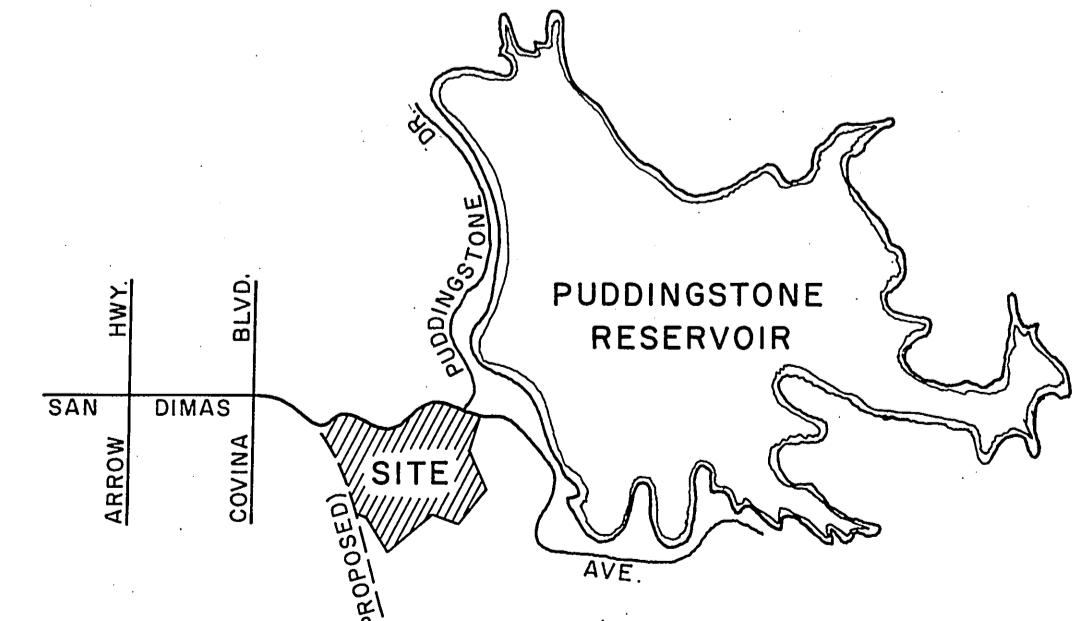 DR.
PUDDINGSTONE
PUDDINGSTONE
RESERVOIR
HWY.
BLVD.
SAN DIMAS
ARROW
COVINA
SITE
PROPOSED)
AVE.